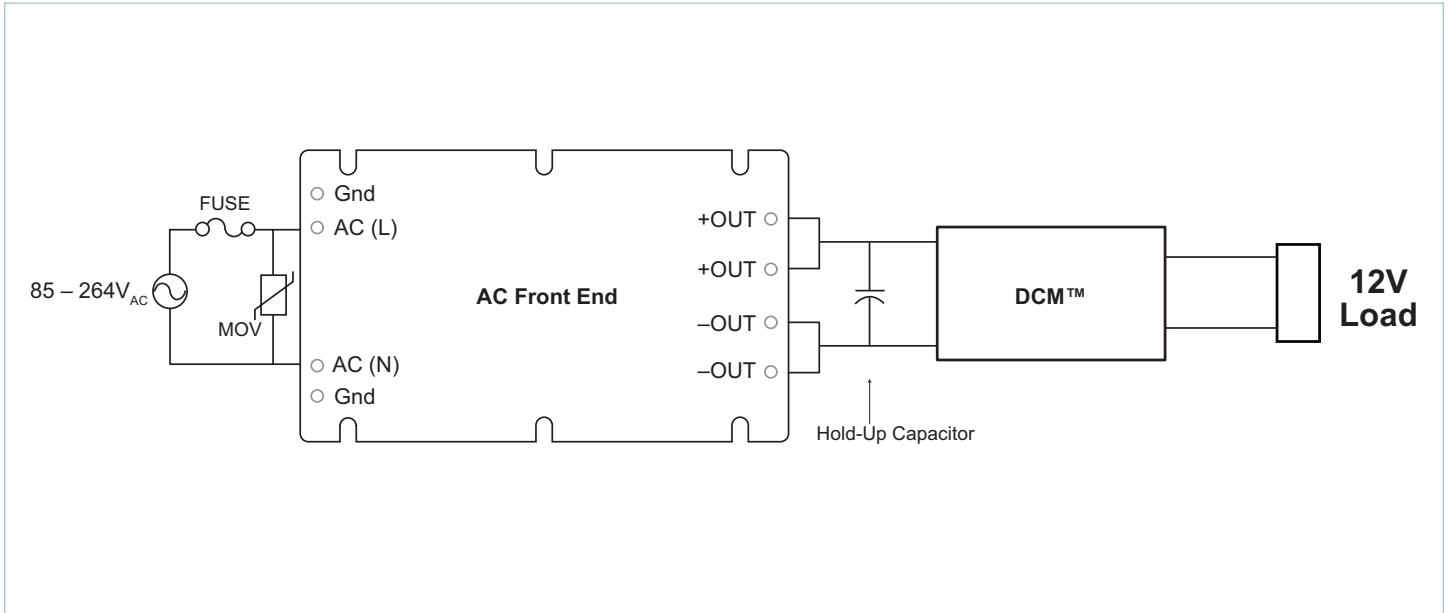 FUSE
85 – 264V_AC
MOV
Gnd
AC (L)
AC (N)
Gnd
AC Front End
+OUT
+OUT
–OUT
–OUT
Hold-Up Capacitor
DCM™
12V
Load